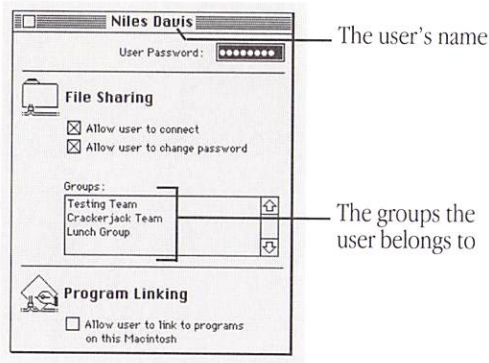 Niles Davis
The user's name
User Password:
File Sharing
Allow user to connect
Allow user to change password
Groups:
Testing Team
Crackerjack Team
Lunch Group
The groups the
user belongs to
Program Linking
Allow user to link to programs
on this Macintosh